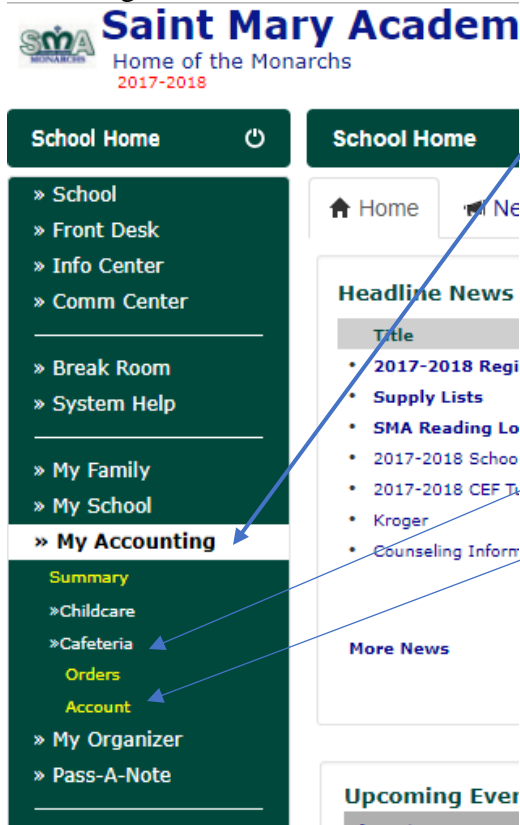 Saint Mary Academ
SMA
MONARCHS
Home of the Monarchs
2017-2018
School Home
School Home
» School
» Front Desk
» Info Center
» Comm Center
» Break Room
» System Help
» My Family
» My School
» My Accounting
Summary
»Childcare
»Cafeteria
Orders
Account
» My Organizer
» Pass-A-Note
Home
Ne
Headline News
Title
• 2017-2018 Regi
• Supply Lists
• SMA Reading Lo
• 2017-2018 Schoo
• 2017-2018 CEF Tu
• Kroger
• Counseling Inform
More News
Upcoming Ever